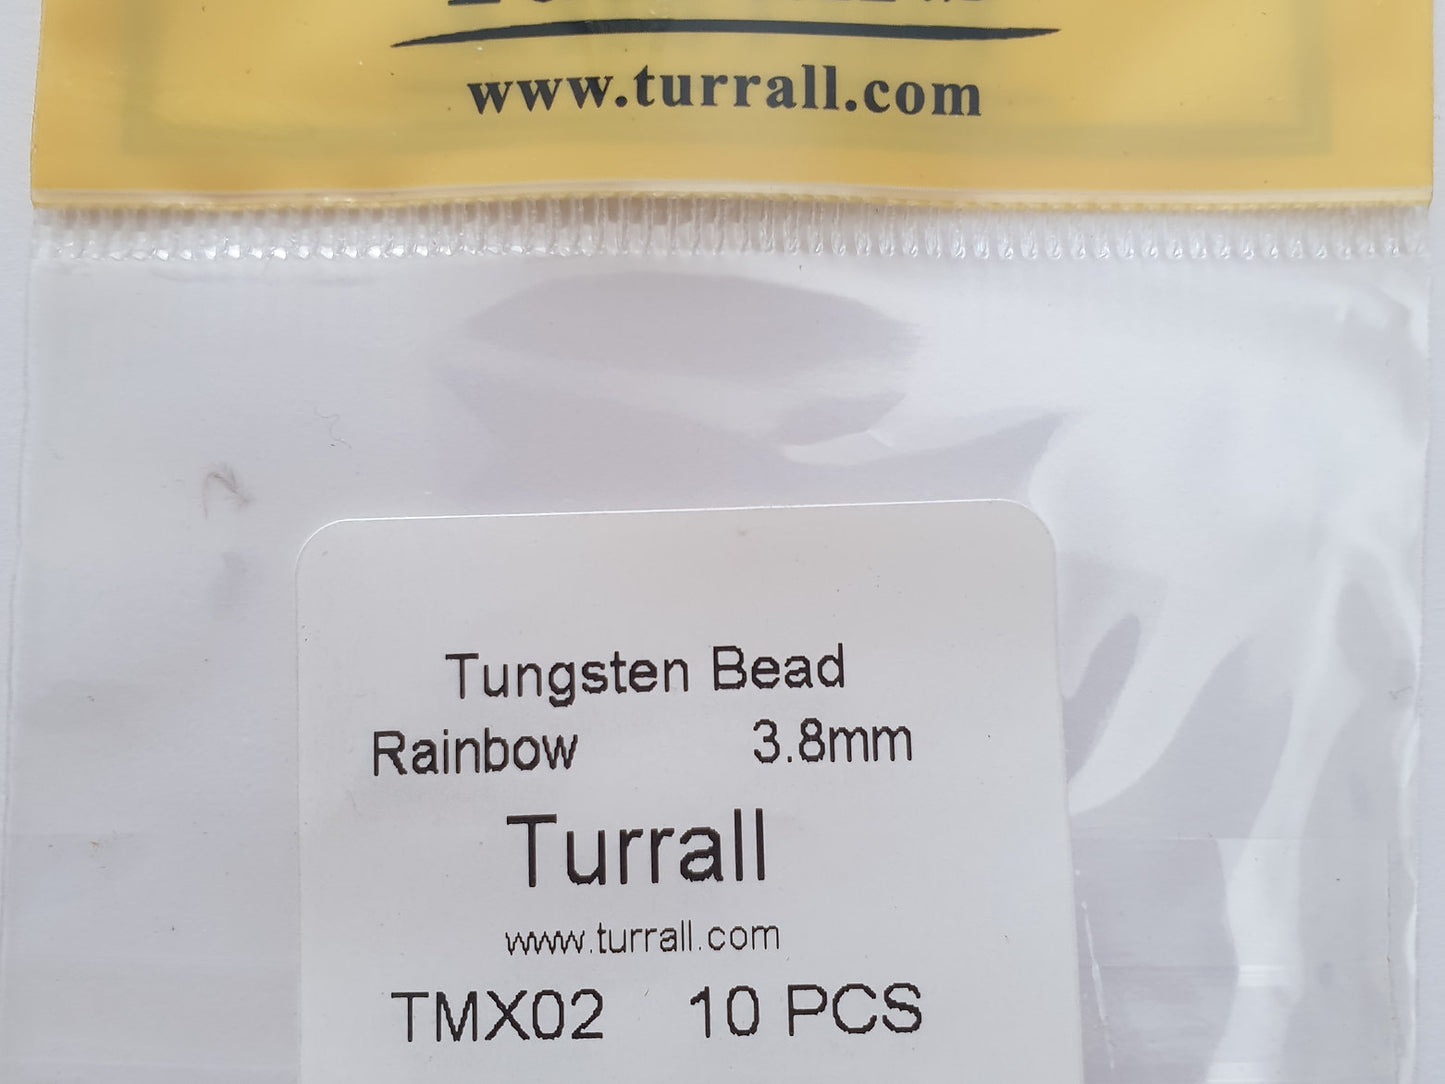 www.turrall.com
Tungsten Bead
Rainbow 3.8mm
Turrall
www.turrall.com
TMX02 10 PCS